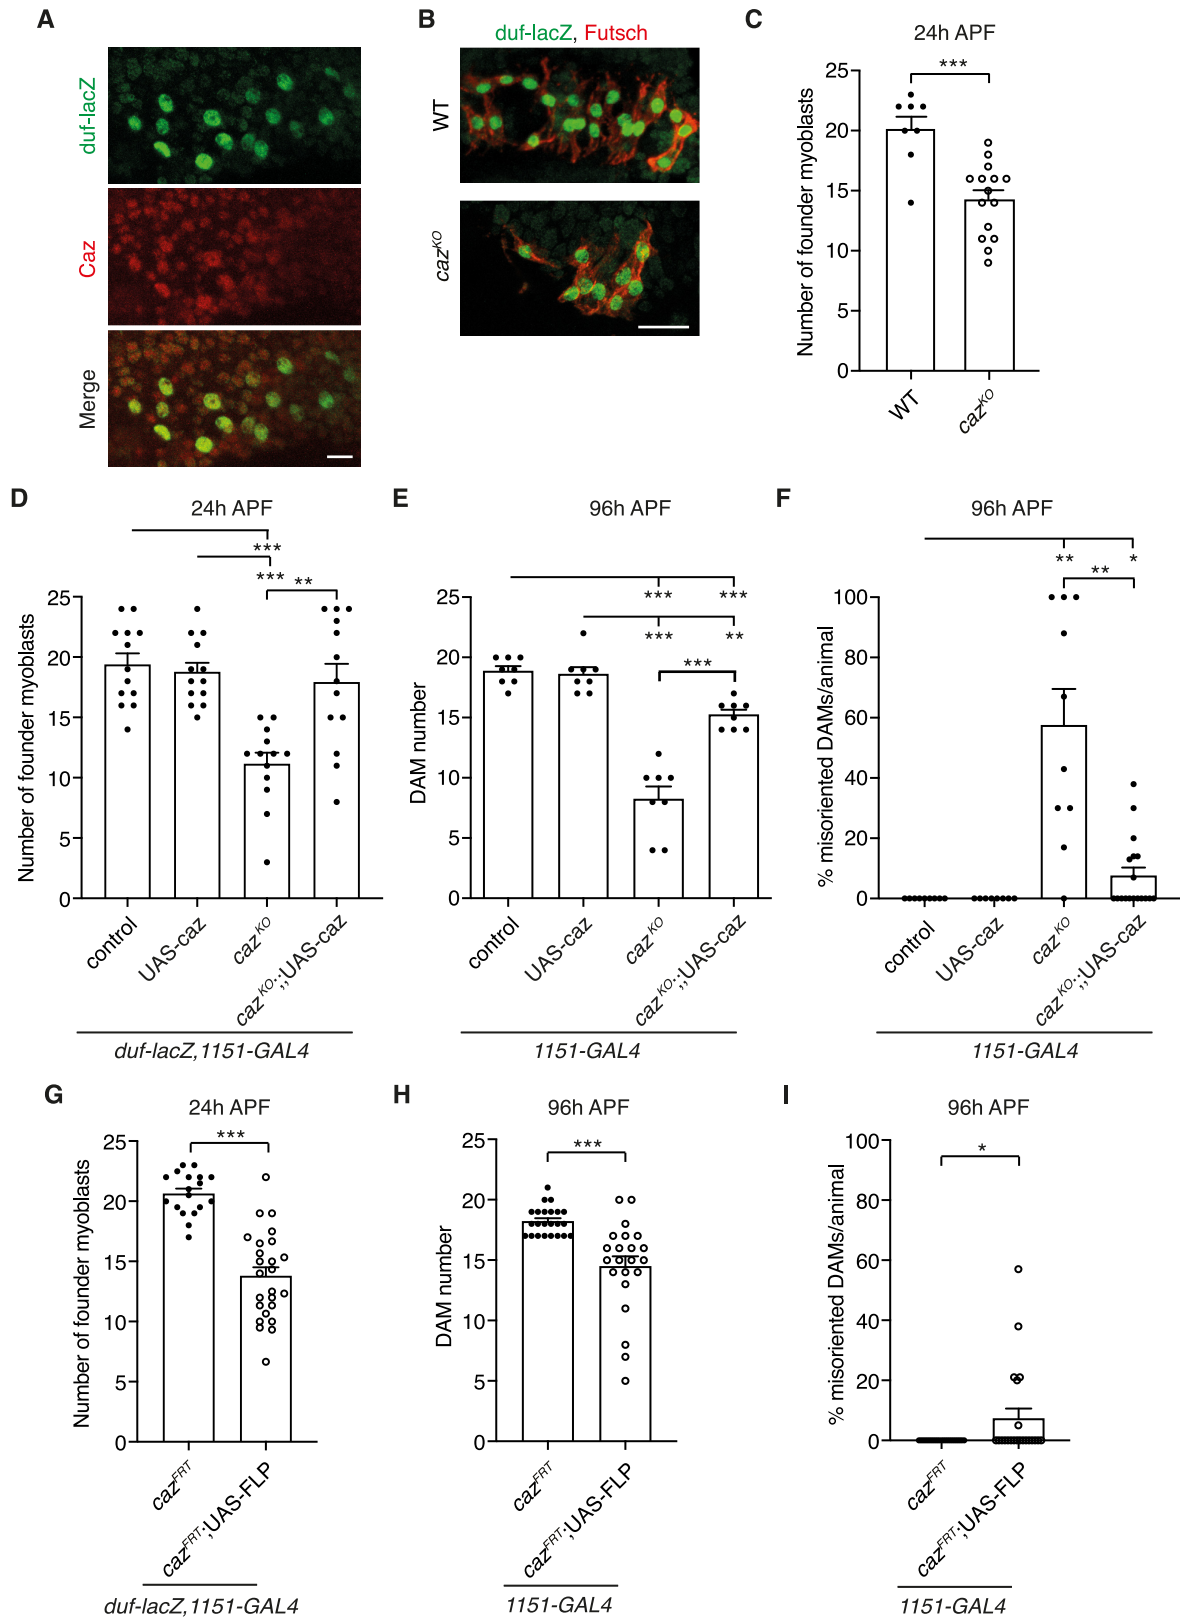 A
duf-lacZ
Caz
Merge
B
duf-lacZ, Futsch
WT
caz^KO
C
24h APF
***
Number of founder myoblasts
25
20
15
10
5
0
WT
caz^KO
D
24h APF
***
*** **
Number of founder myoblasts
25
20
15
10
5
0
control
UAS-caz
caz^KO
caz^KO;;UAS-caz
duf-lacZ,1151-GAL4
E
96h APF
*** ***
*** **
***
DAM number
25
20
15
10
5
0
control
UAS-caz
caz^KO
caz^KO;;UAS-caz
1151-GAL4
F
96h APF
** *
**
% misoriented DAMs/animal
100
80
60
40
20
0
control
UAS-caz
caz^KO
caz^KO;;UAS-caz
1151-GAL4
G
24h APF
***
Number of founder myoblasts
25
20
15
10
5
0
caz^FRT
caz^FRT;UAS-FLP
duf-lacZ,1151-GAL4
H
96h APF
***
DAM number
25
20
15
10
5
0
caz^FRT
caz^FRT;UAS-FLP
1151-GAL4
I
96h APF
*
% misoriented DAMs/animal
100
80
60
40
20
0
caz^FRT
caz^FRT;UAS-FLP
1151-GAL4